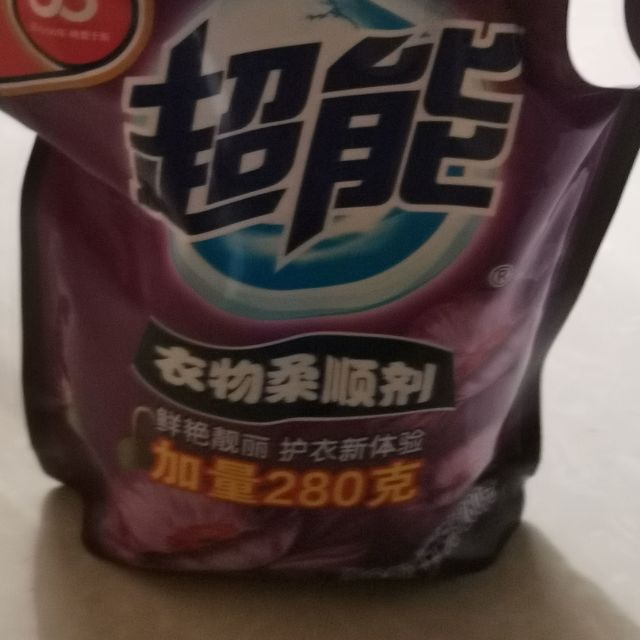 超能
®
衣物柔顺剂
鲜艳靓丽 护衣新体验
加量280克